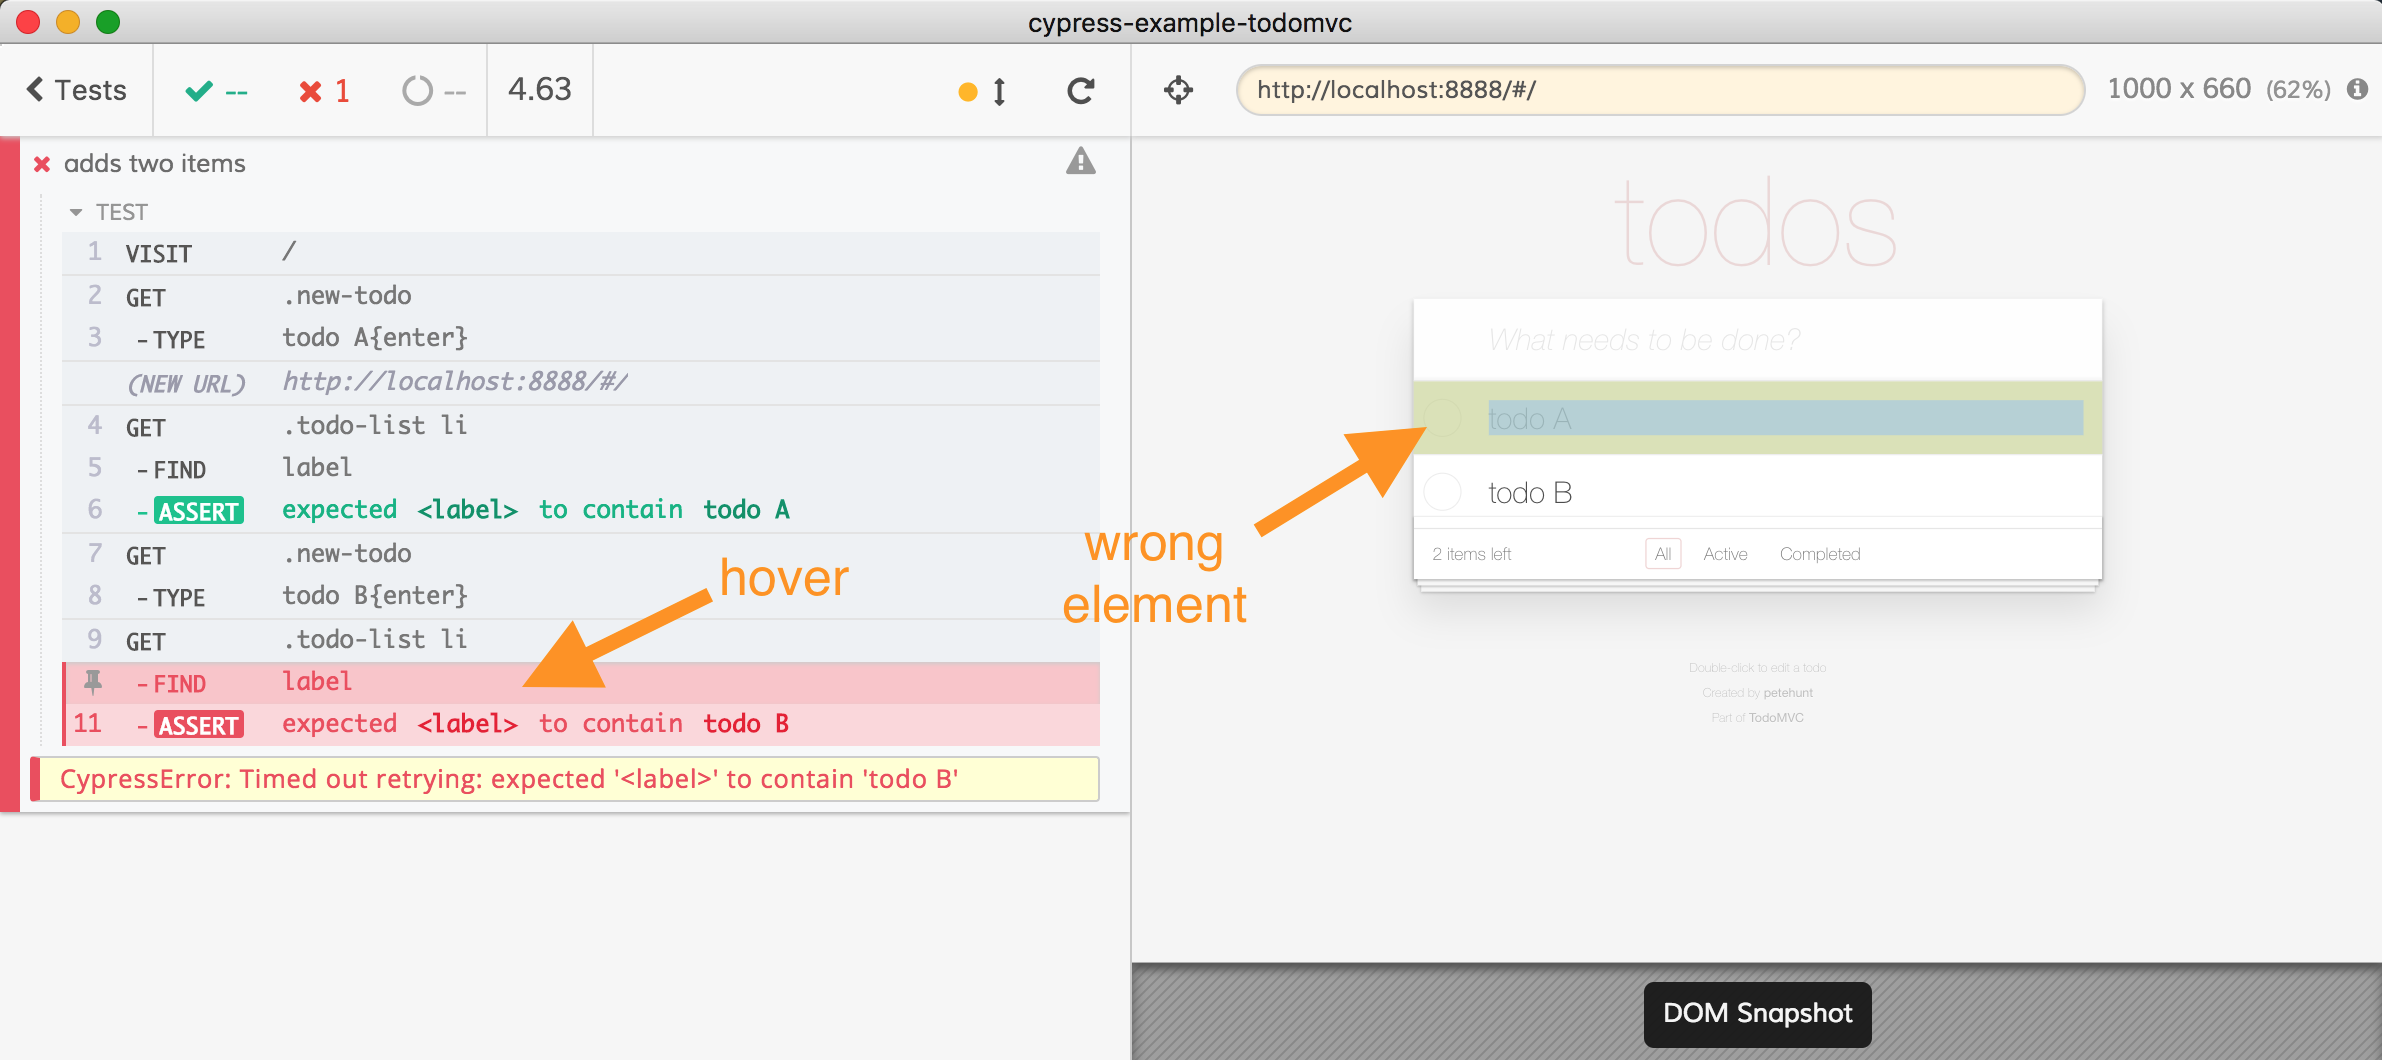 cypress-example-todomvc
Tests -- 1 -- 4.63
http://localhost:8888/#/ 1000 x 660 (62%)
adds two items
TEST
1 VISIT /
2 GET .new-todo
3 -TYPE todo A{enter}
(NEW URL) http://localhost:8888/#/
4 GET .todo-list li
5 -FIND label
6 -ASSERT expected <label> to contain todo A
7 GET .new-todo
8 -TYPE todo B{enter}
9 GET .todo-list li
-FIND label
11 -ASSERT expected <label> to contain todo B
CypressError: Timed out retrying: expected '<label>' to contain 'todo B'
hover
wrong
element
todos
What needs to be done?
todo A
todo B
2 items left All Active Completed
Double-click to edit a todo
Created by petehunt
Part of TodoMVC
DOM Snapshot